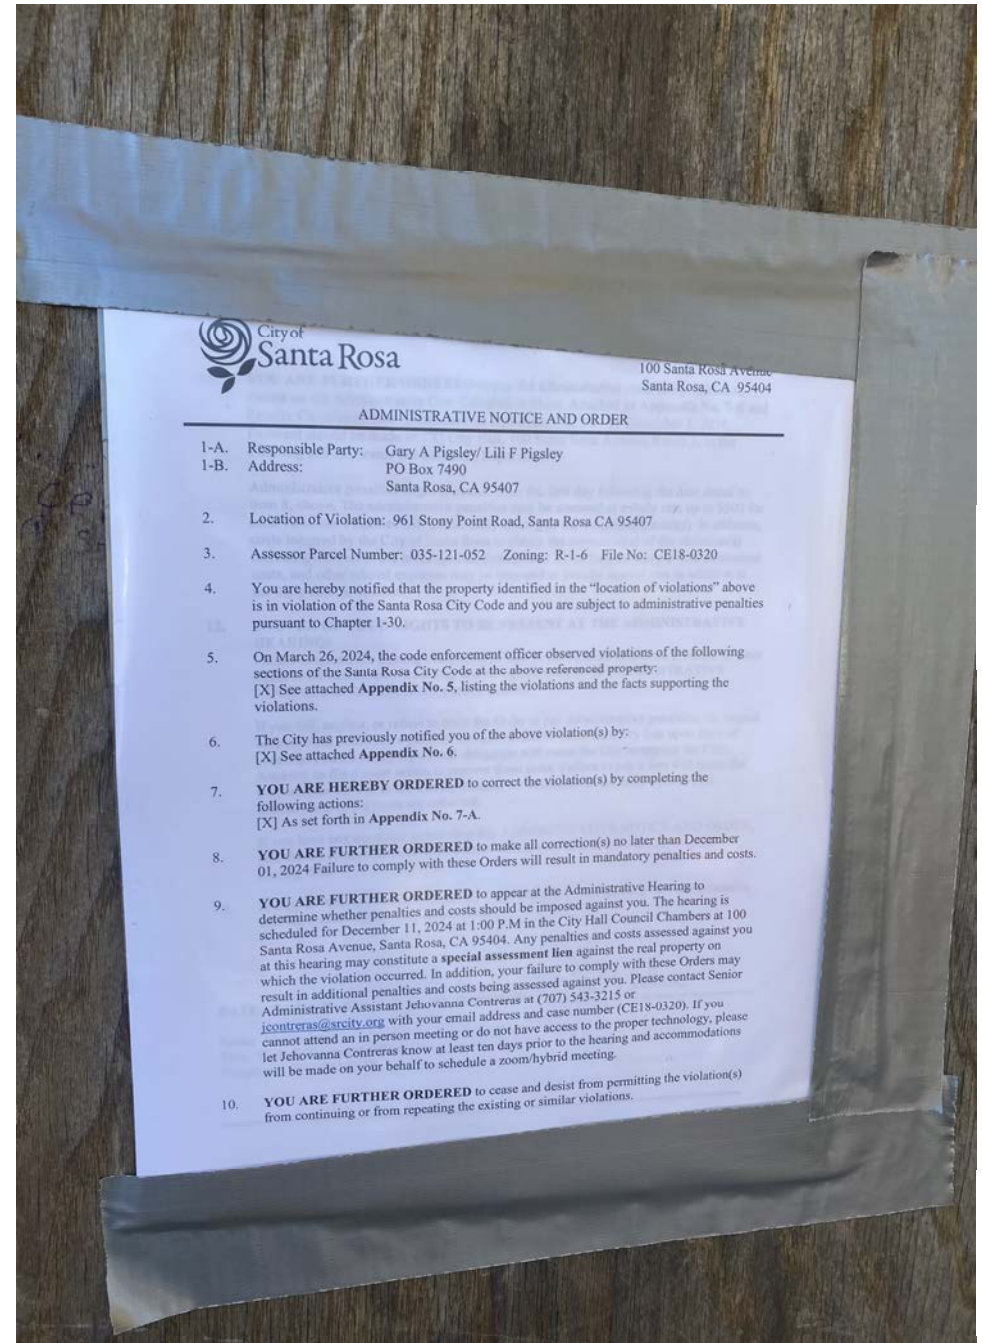 City of
Santa Rosa
100 Santa Rosa Avenue
Santa Rosa, CA 95404
ADMINISTRATIVE NOTICE AND ORDER
1-A. Responsible Party: Gary A Pigsley/ Lili F Pigsley
1-B. Address: PO Box 7490
Santa Rosa, CA 95407
2. Location of Violation: 961 Stony Point Road, Santa Rosa CA 95407
3. Assessor Parcel Number: 035-121-052 Zoning: R-1-6 File No: CE18-0320
4. You are hereby notified that the property identified in the “location of violations” above
is in violation of the Santa Rosa City Code and you are subject to administrative penalties
pursuant to Chapter 1-30.
5. On March 26, 2024, the code enforcement officer observed violations of the following
sections of the Santa Rosa City Code at the above referenced property:
[X] See attached Appendix No. 5, listing the violations and the facts supporting the
violations.
6. The City has previously notified you of the above violation(s) by:
[X] See attached Appendix No. 6.
7. YOU ARE HEREBY ORDERED to correct the violation(s) by completing the
following actions:
[X] As set forth in Appendix No. 7-A.
8. YOU ARE FURTHER ORDERED to make all correction(s) no later than December
01, 2024 Failure to comply with these Orders will result in mandatory penalties and costs.
9. YOU ARE FURTHER ORDERED to appear at the Administrative Hearing to
determine whether penalties and costs should be imposed against you. The hearing is
scheduled for December 11, 2024 at 1:00 P.M in the City Hall Council Chambers at 100
Santa Rosa Avenue, Santa Rosa, CA 95404. Any penalties and costs assessed against you
at this hearing may constitute a special assessment lien against the real property on
which the violation occurred. In addition, your failure to comply with these Orders may
result in additional penalties and costs being assessed against you. Please contact Senior
Administrative Assistant Jehovanna Contreras at (707) 543-3215 or
jcontreras@srcity.org with your email address and case number (CE18-0320). If you
cannot attend an in person meeting or do not have access to the proper technology, please
let Jehovanna Contreras know at least ten days prior to the hearing and accommodations
will be made on your behalf to schedule a zoom/hybrid meeting.
10. YOU ARE FURTHER ORDERED to cease and desist from permitting the violation(s)
from continuing or from repeating the existing or similar violations.